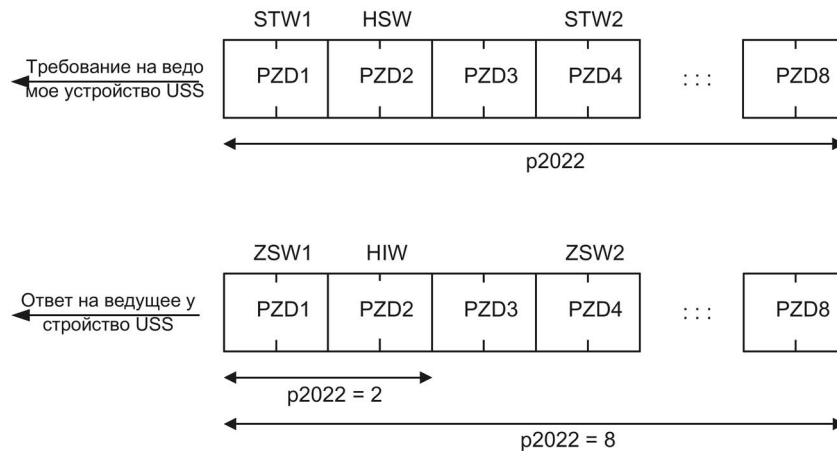 STW1 HSW STW2
Требование на ведо
мое устройство USS
PZD1 PZD2 PZD3 PZD4 : : : PZD8
p2022
ZSW1 HIW ZSW2
Ответ на ведущее у
стройство USS
PZD1 PZD2 PZD3 PZD4 : : : PZD8
p2022 = 2
p2022 = 8